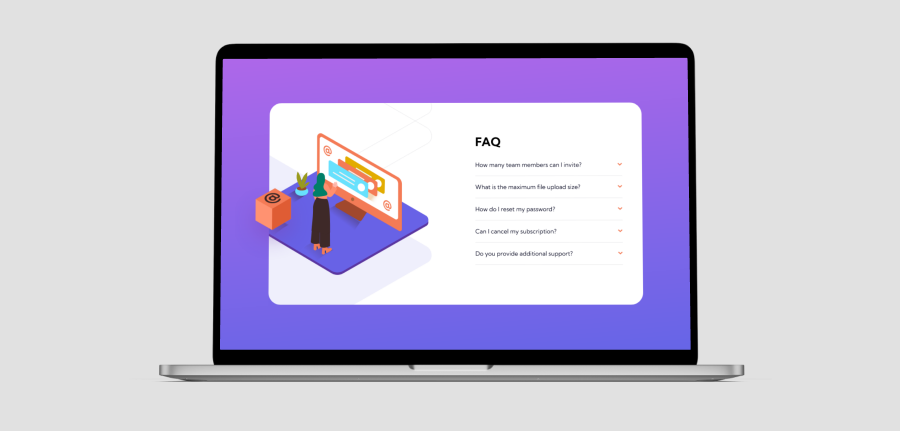 FAQ
How many team members can I invite?
What is the maximum file upload size?
How do I reset my password?
Can I cancel my subscription?
Do you provide additional support?